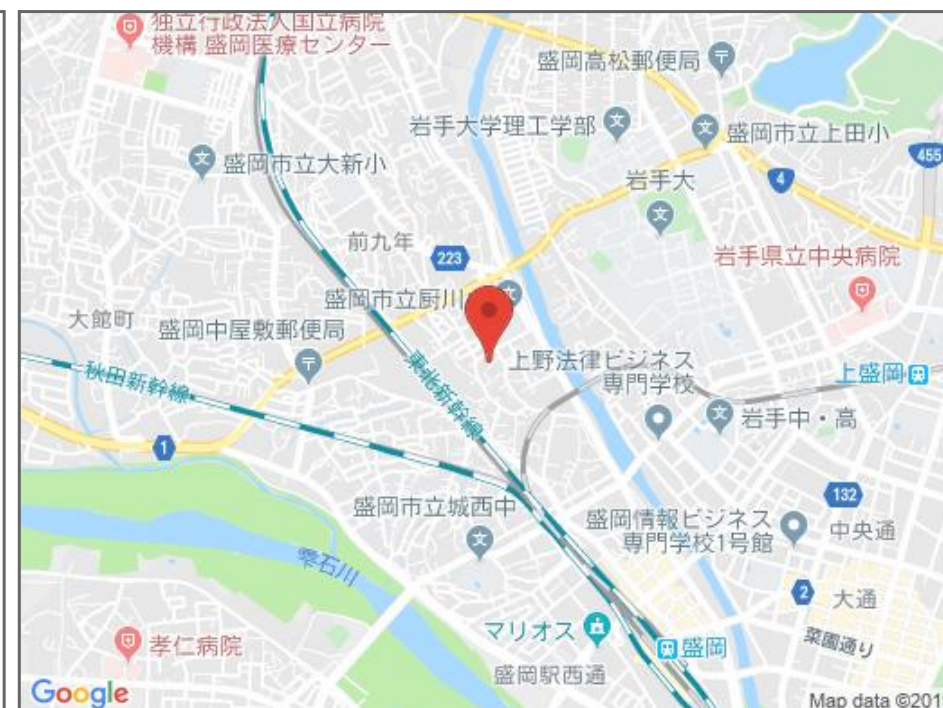 独立行政法人国立病院
機構 盛岡医療センター
盛岡高松郵便局
岩手大学理工学部
盛岡市立上田小
455
盛岡市立大新小
4
岩手大
前九年
223
岩手県立中央病院
盛岡市立厨川
大館町
盛岡中屋敷郵便局
上野法律ビジネス
専門学校
上盛岡
秋田新幹線
東北新幹線
岩手中・高
1
132
盛岡市立城西中
盛岡情報ビジネス
専門学校1号館
中央通
雫石川
2
大通
マリオス
菜園通り
孝仁病院
盛岡
盛岡駅西通
Google
Map data ©201